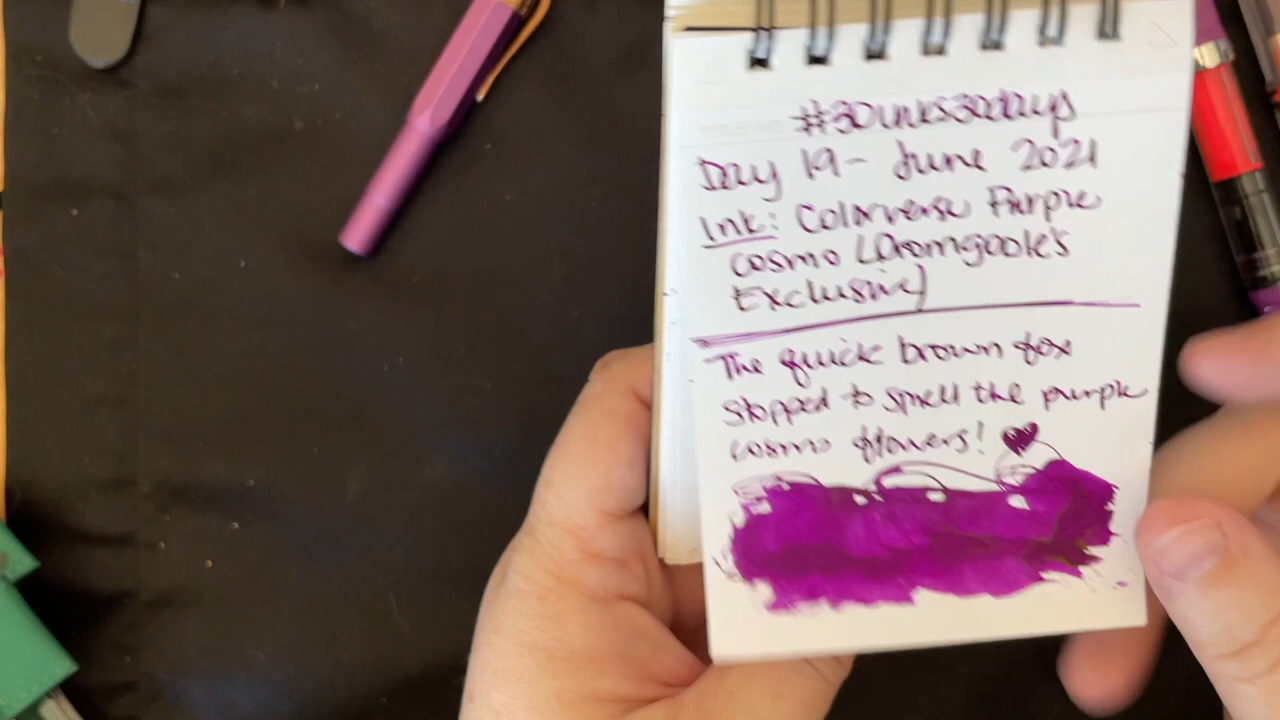 #30inks30days
Day 19- June 2021
Ink: Colorverse Purple
cosmo (Dromgoole's
Exclusive)
The quick brown fox
stopped to smell the purple
cosmo flowers!